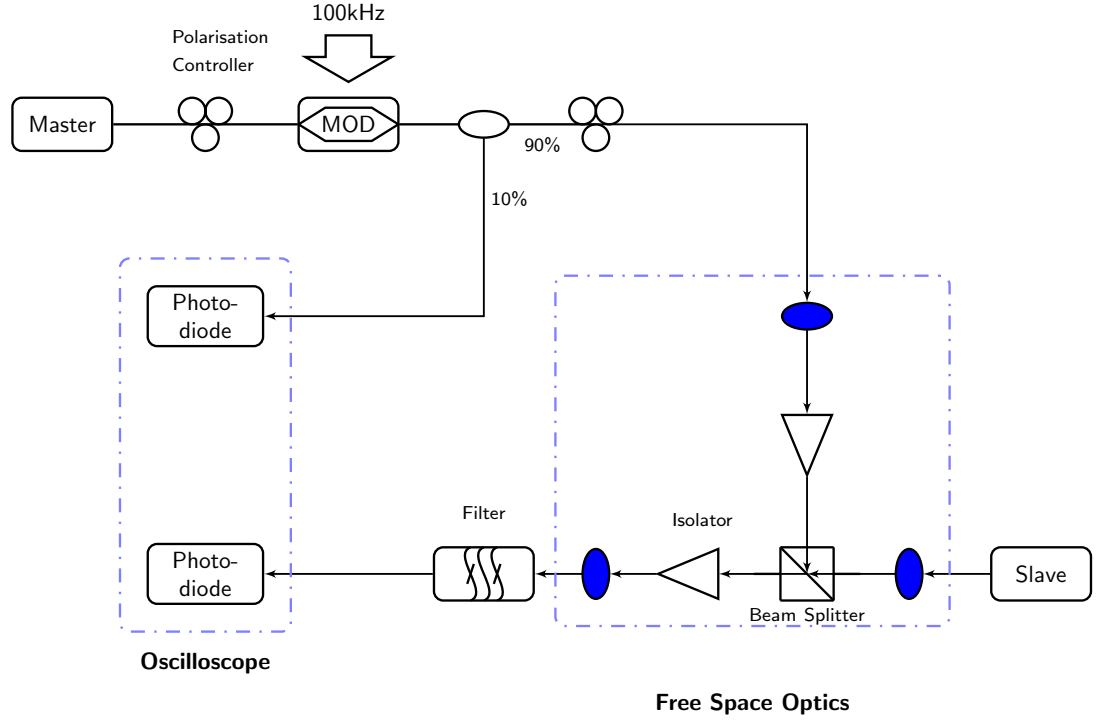 100kHz
Polarisation
Controller
Master
MOD
90%
10%
Photo-
diode
Filter
Isolator
Photo-
diode
Slave
Beam Splitter
Oscilloscope
Free Space Optics